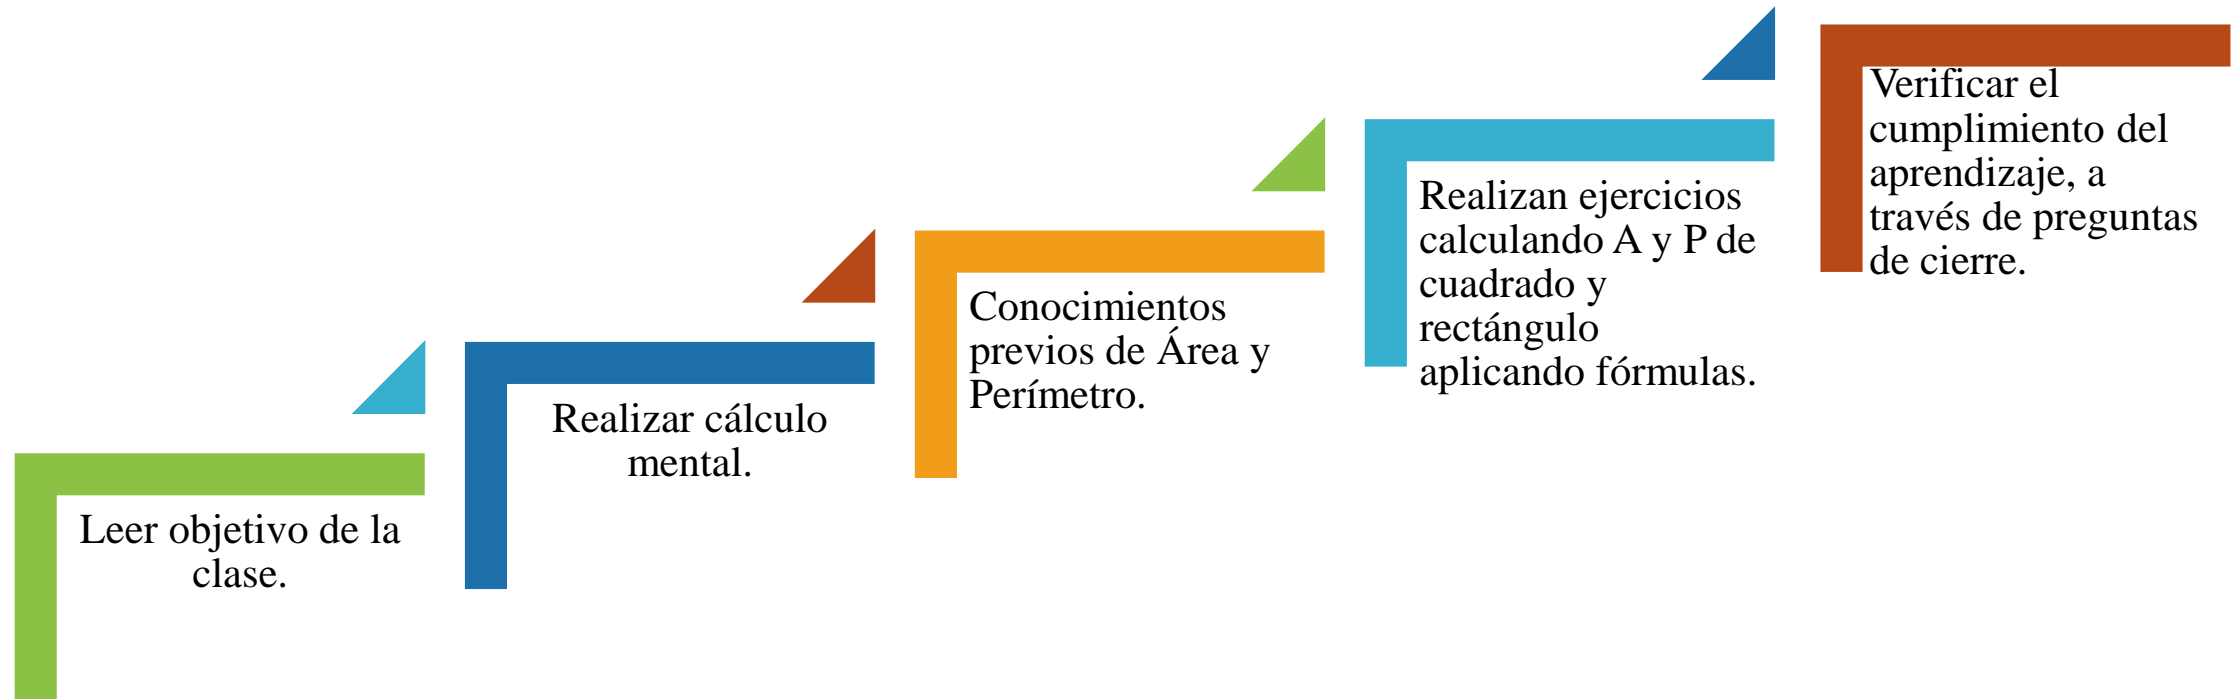 Leer objetivo de la
clase.
Realizar cálculo
mental.
Conocimientos
previos de Área y
Perímetro.
Realizan ejercicios
calculando A y P de
cuadrado y
rectángulo
aplicando fórmulas.
Verificar el
cumplimiento del
aprendizaje, a
través de preguntas
de cierre.